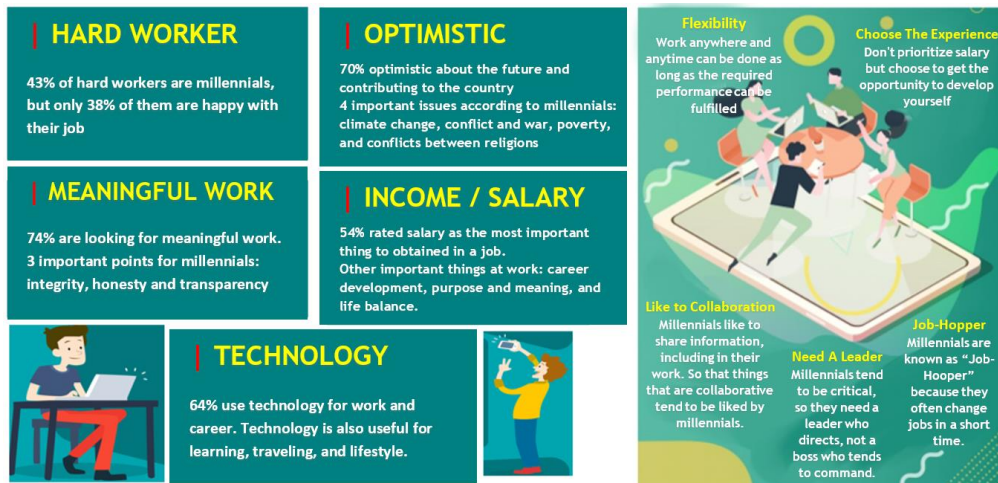 HARD WORKER
43% of hard workers are millennials,
but only 38% of them are happy with
their job
OPTIMISTIC
70% optimistic about the future and
contributing to the country
4 important issues according to millennials:
climate change, conflict and war, poverty,
and conflicts between religions
MEANINGFUL WORK
74% are looking for meaningful work.
3 important points for millennials:
integrity, honesty and transparency
INCOME / SALARY
54% rated salary as the most important
thing to obtained in a job.
Other important things at work: career
development, purpose and meaning, and
life balance.
TECHNOLOGY
64% use technology for work and
career. Technology is also useful for
learning, traveling, and lifestyle.
Flexibility
Work anywhere and
anytime can be done as
long as the required
performance can be
fulfilled
Choose The Experience
Don't prioritize salary
but choose to get the
opportunity to develop
yourself
Like to Collaboration
Millennials like to
share information,
including in their
work. So that things
that are collaborative
tend to be liked by
millennials.
Need A Leader
Millennials tend
to be critical,
so they need a
leader who
directs, not a
boss who tends
to command.
Job-Hopper
Millennials are
known as “Job-
Hooper”
because they
often change
jobs in a short
time.